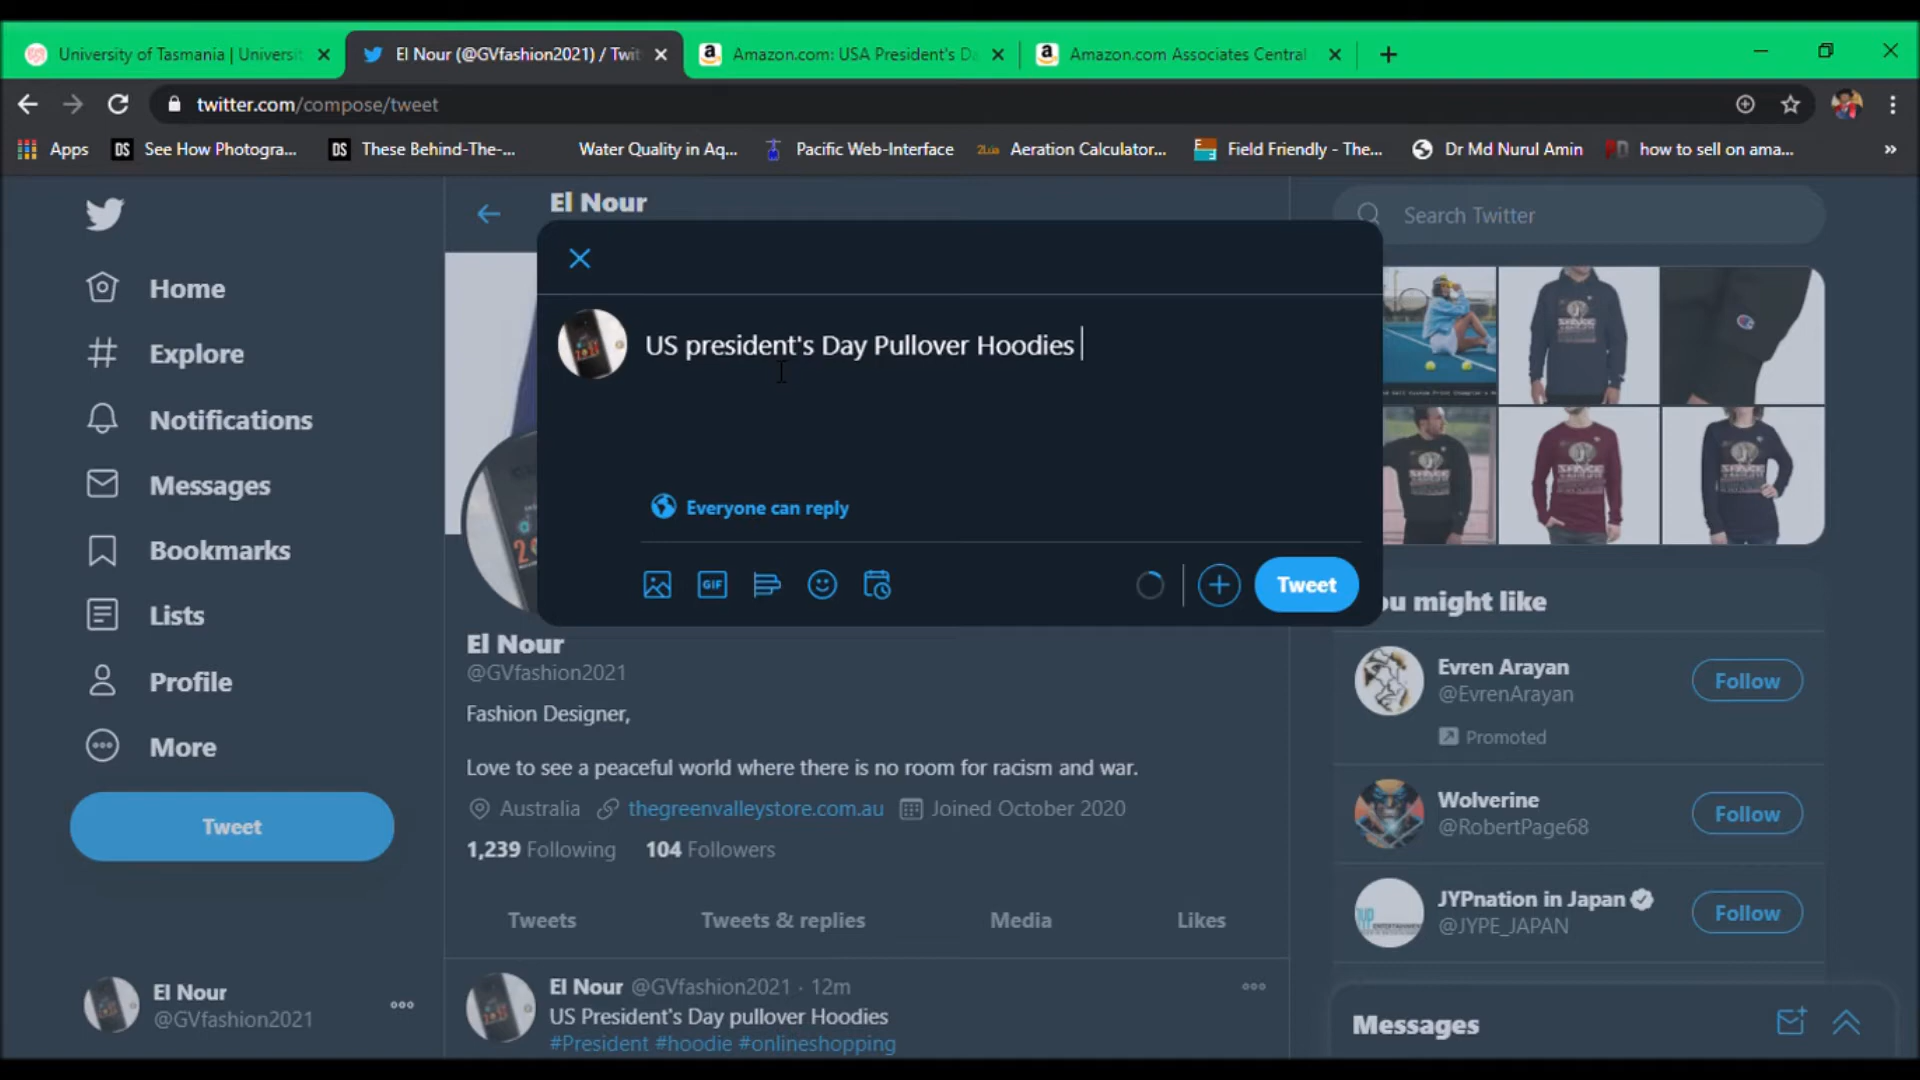 University of Tasmania | Universit
El Nour (@GVfashion2021) / Twit
Amazon.com: USA President's Da
Amazon.com Associates Central
twitter.com/compose/tweet
Apps
DS See How Photogra...
DS These Behind-The-...
Water Quality in Aq...
Pacific Web-Interface
Aeration Calculator...
Field Friendly - The...
Dr Md Nurul Amin
how to sell on ama...
Home
Explore
Notifications
Messages
Bookmarks
Lists
Profile
More
Tweet
El Nour
@GVfashion2021
El Nour
US president's Day Pullover Hoodies
Everyone can reply
GIF
Tweet
El Nour
@GVfashion2021
Fashion Designer,
Love to see a peaceful world where there is no room for racism and war.
Australia thegreenvalleystore.com.au Joined October 2020
1,239 Following 104 Followers
Tweets Tweets & replies Media Likes
El Nour @GVfashion2021 · 12m
US President's Day pullover Hoodies
#President #hoodie #onlineshopping
Search Twitter
ou might like
Evren Arayan
@EvrenArayan
Promoted
Follow
Wolverine
@RobertPage68
Follow
JYPnation in Japan
@JYPE_JAPAN
Follow
Messages